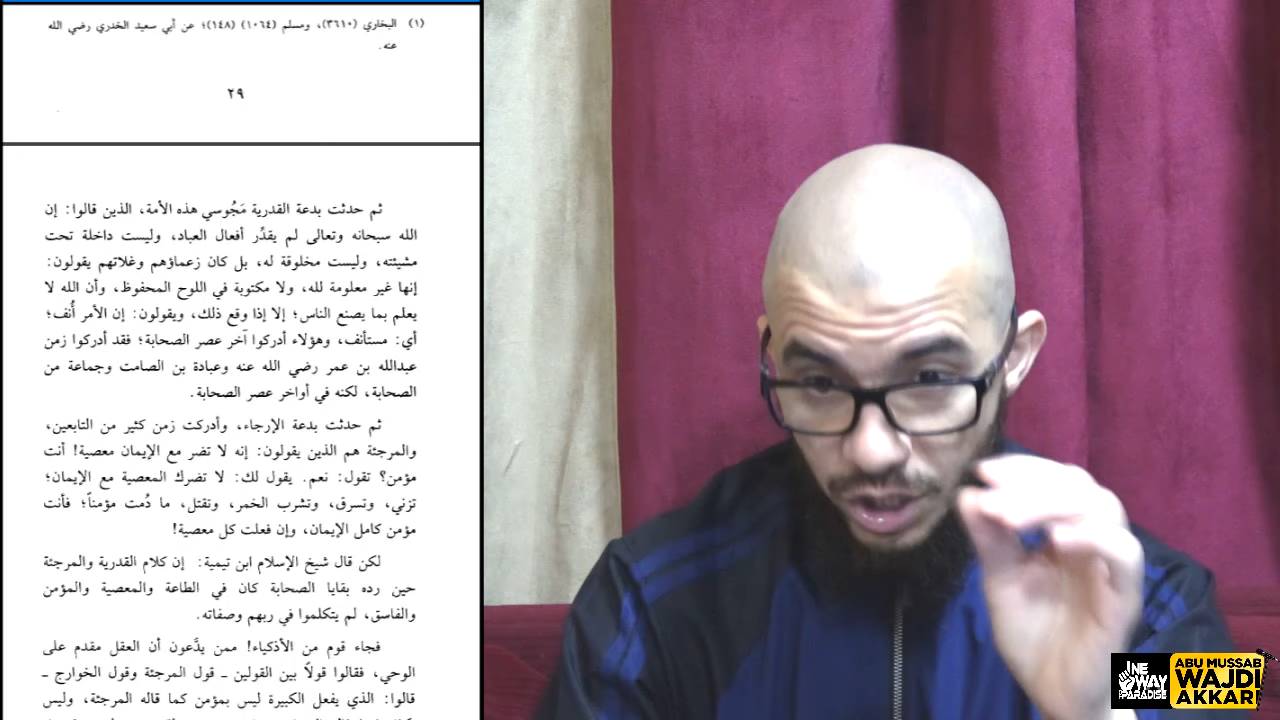 (١) البخاري (٣٦١٠)، ومسلم (١٠٦٤) (١٤٨)؛ عن أبي سعيد الخدري رضي الله
عنه.
٢٩
ثم حدثت بدعة القدرية مَجُوسي هذه الأمة، الذين قالوا: إن
الله سبحانه وتعالى لم يقدِّر أفعال العباد، وليست داخلة تحت
مشيئته، وليست مخلوقة له، بل كان زعماؤهم وغلاتهم يقولون:
إنها غير معلومة لله، ولا مكتوبة في اللوح المحفوظ، وأن الله لا
يعلم بما يصنع الناس؛ إلا إذا وقع ذلك، ويقولون: إن الأمر أُنف؛
أي: مستأنف، وهؤلاء أدركوا آخر عصر الصحابة؛ فقد أدركوا زمن
عبدالله بن عمر رضي الله عنه وعبادة بن الصامت وجماعة من
الصحابة، لكنه في أواخر عصر الصحابة.
ثم حدثت بدعة الإرجاء، وأدركت زمن كثير من التابعين،
والمرجئة هم الذين يقولون: إنه لا تضر مع الإيمان معصية! أنت
مؤمن؟ تقول: نعم. يقول لك: لا تضرك المعصية مع الإيمان؛
تزني، وتسرق، وتشرب الخمر، وتقتل، ما دُمت مؤمناً؛ فأنت
مؤمن كامل الإيمان، وإن فعلت كل معصية!
لكن قال شيخ الإسلام ابن تيمية: إن كلام القدرية والمرجئة
حين رده بقايا الصحابة كان في الطاعة والمعصية والمؤمن
والفاسق، لم يتكلموا في ربهم وصفاته.
فجاء قوم من الأذكياء! ممن يدَّعون أن العقل مقدم على
الوحي، فقالوا قولاً بين القولين ـ قول المرجئة وقول الخوارج ـ
قالوا: الذي يفعل الكبيرة ليس بمؤمن كما قاله المرجئة، وليس
ONE
WAY
PARADISE
ABU MUSSAB
WAJDI
AKKARI